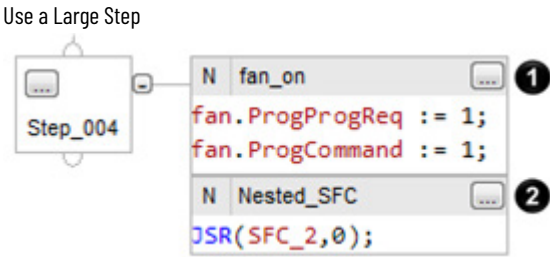 Use a Large Step
... N fan_on ... 1
Step_004 fan.ProgProgReq := 1;
fan.ProgCommand := 1;
N Nested_SFC ... 2
JSR(SFC_2,0);